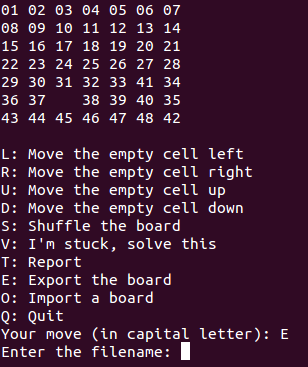 01 02 03 04 05 06 07
08 09 10 11 12 13 14
15 16 17 18 19 20 21
22 23 24 25 26 27 28
29 30 31 32 33 41 34
36 37    38 39 40 35
43 44 45 46 47 48 42

L: Move the empty cell left
R: Move the empty cell right
U: Move the empty cell up
D: Move the empty cell down
S: Shuffle the board
V: I'm stuck, solve this
T: Report
E: Export the board
O: Import a board
Q: Quit
Your move (in capital letter): E
Enter the filename: